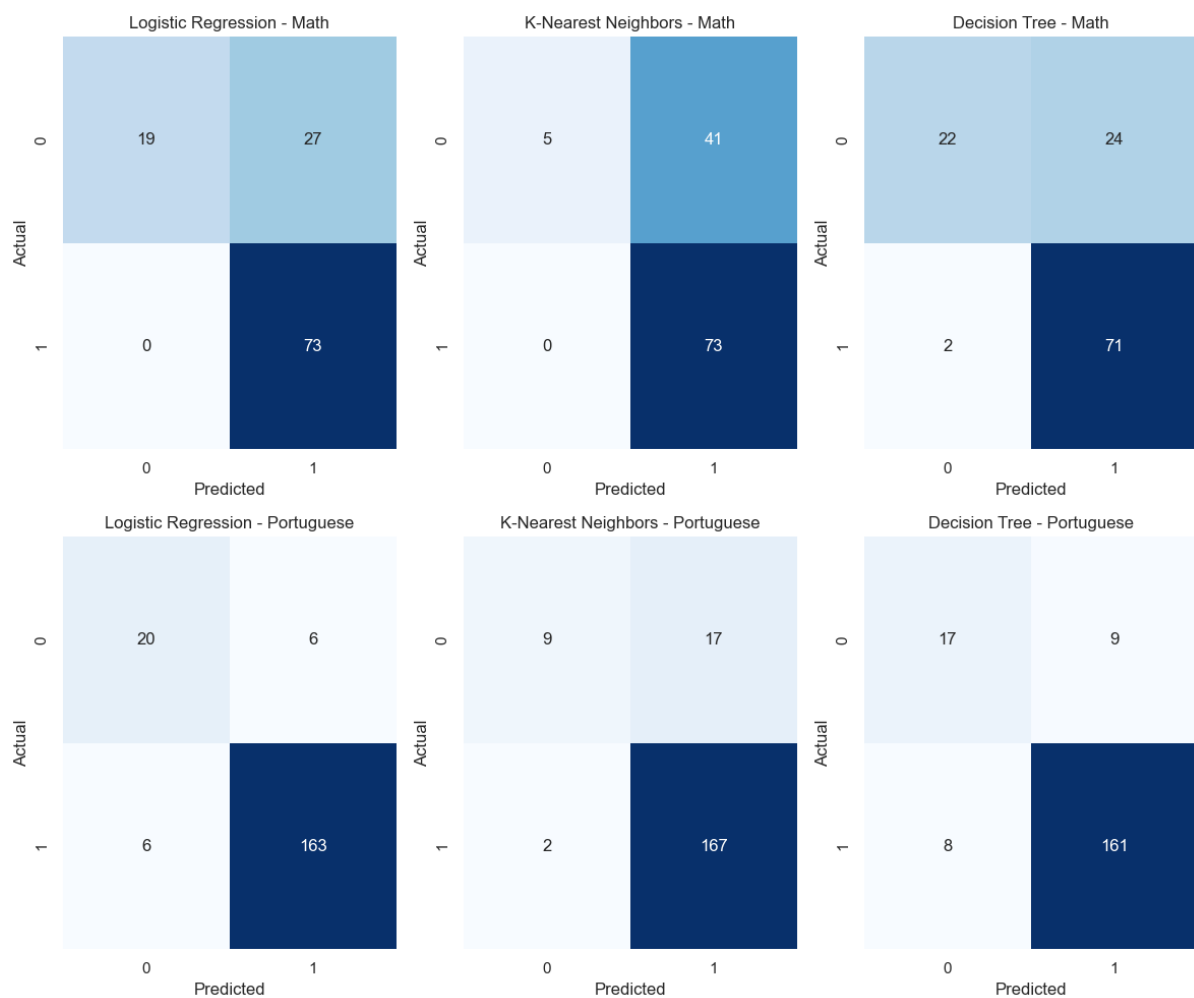 Logistic Regression - Math
K-Nearest Neighbors - Math
Decision Tree - Math
Actual
0
19
27
1
0
73
0
1
Predicted
Actual
0
5
41
1
0
73
0
1
Predicted
Actual
0
22
24
1
2
71
0
1
Predicted
Logistic Regression - Portuguese
K-Nearest Neighbors - Portuguese
Decision Tree - Portuguese
Actual
0
20
6
1
6
163
0
1
Predicted
Actual
0
9
17
1
2
167
0
1
Predicted
Actual
0
17
9
1
8
161
0
1
Predicted